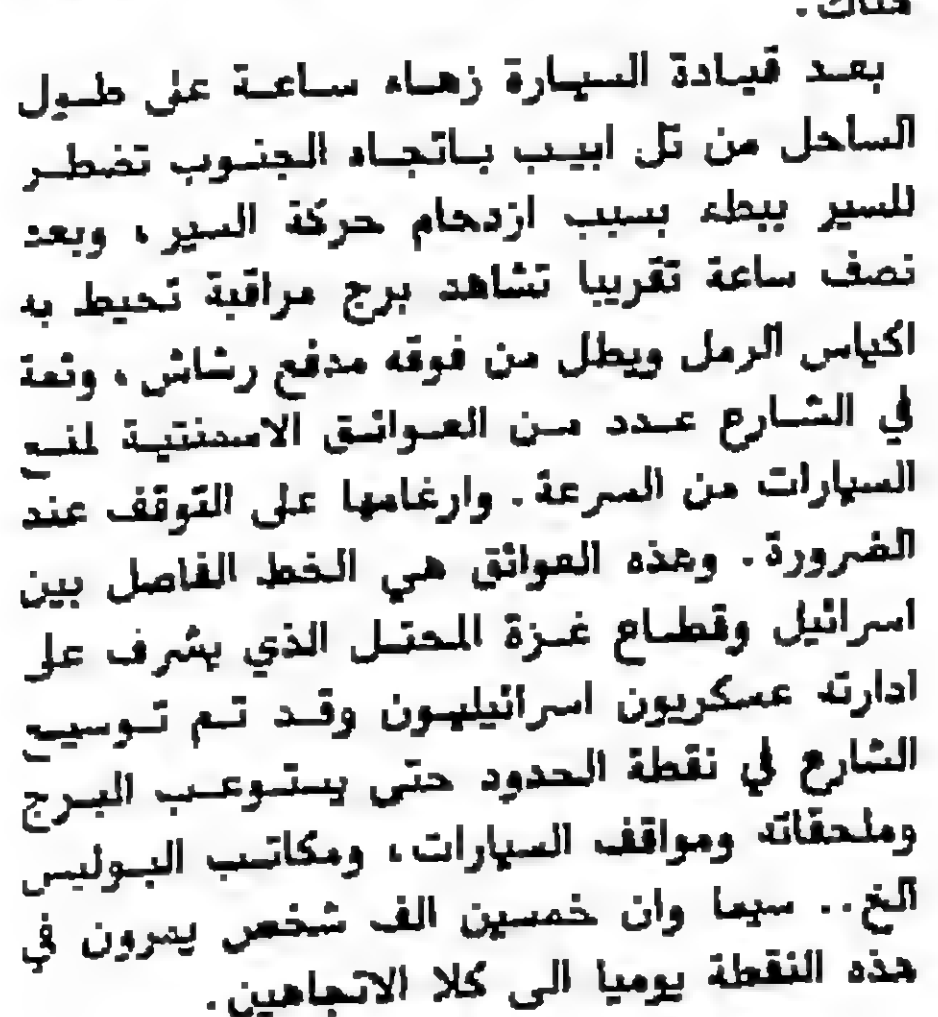 هناك.
بعد قيادة السيارة زهاء ساعة على طول
الساحل من تل ابيب باتجاه الجنوب تضطر
للسير ببطء بسبب ازدحام حركة السير، وبعد
نصف ساعة تقريبا تشاهد برج مراقبة تحيط به
اكياس الرمل ويطل من فوقه مدفع رشاش، وثمة
في الشارع عدد من العوائق الاسمنتية لمنع
السيارات من السرعة. وارغامها على التوقف عند
الضرورة. وهذه العوائق هي الخط الفاصل بين
اسرائيل وقطاع غزة المحتل الذي يشرف على
ادارته عسكريون اسرائيليون وقد تم توسيع
الشارع في نقطة الحدود حتى يستوعب البرج
وملحقاته ومواقف السيارات، ومكاتب البوليس
الخ.. سيما وان خمسين الف شخص يمرون في
هذه النقطة يوميا الى كلا الاتجاهين.